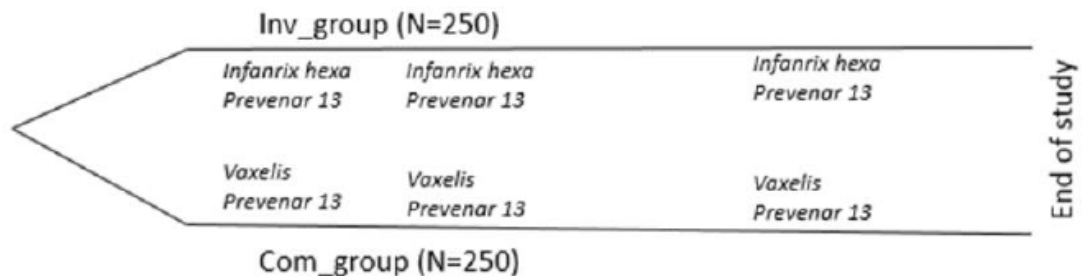 Inv_group (N=250)
Infanrix hexa
Prevenar 13
Infanrix hexa
Prevenar 13
Infanrix hexa
Prevenar 13
Vaxelis
Prevenar 13
Vaxelis
Prevenar 13
Vaxelis
Prevenar 13
Com_group (N=250)
End of study